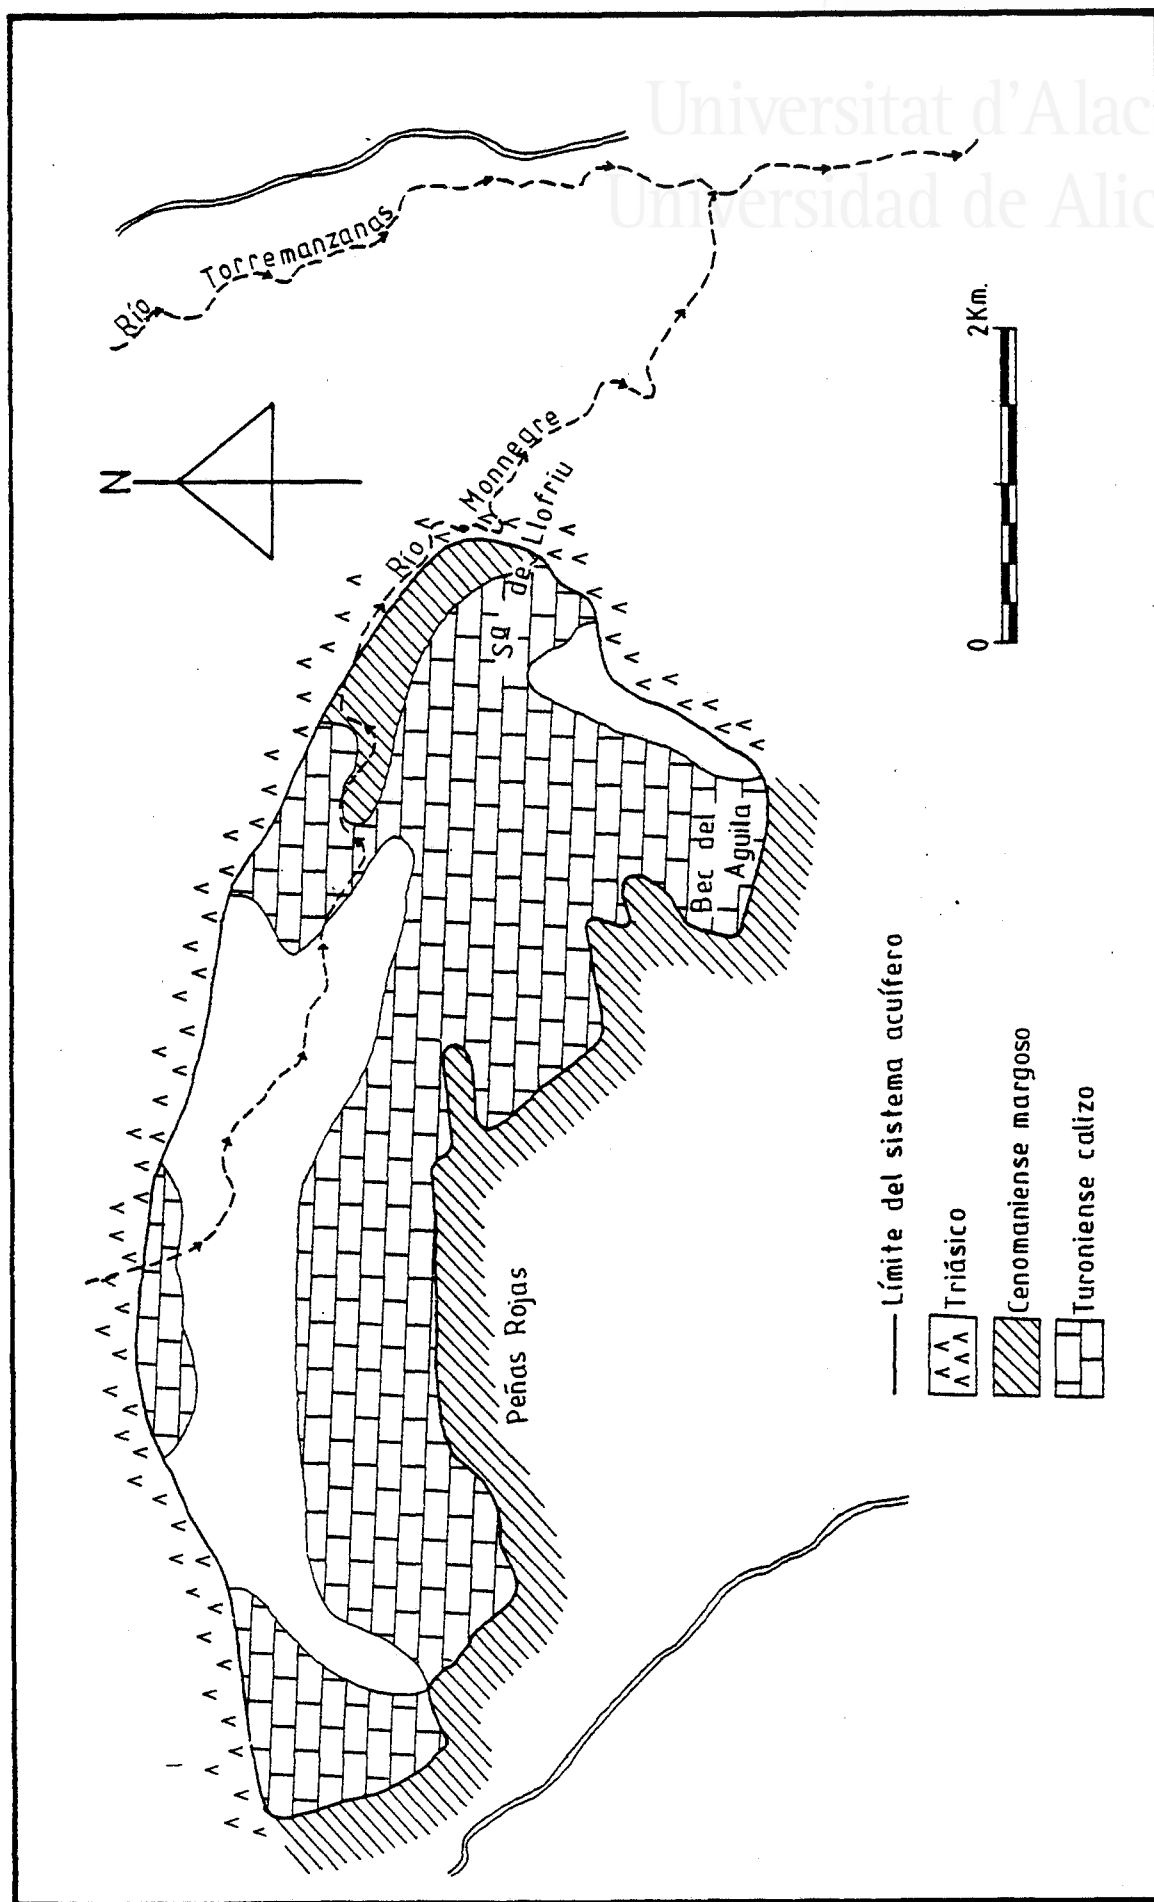 Universitat d'Alac
Universidad de Alic
Río Torremanzanas
N
Río Monnegre
Sa de Llofriu
Bec del
Aguila
Peñas Rojas
0
2Km.
Límite del sistema acuífero
Triásico
Cenomaniense margoso
Turoniense calizo